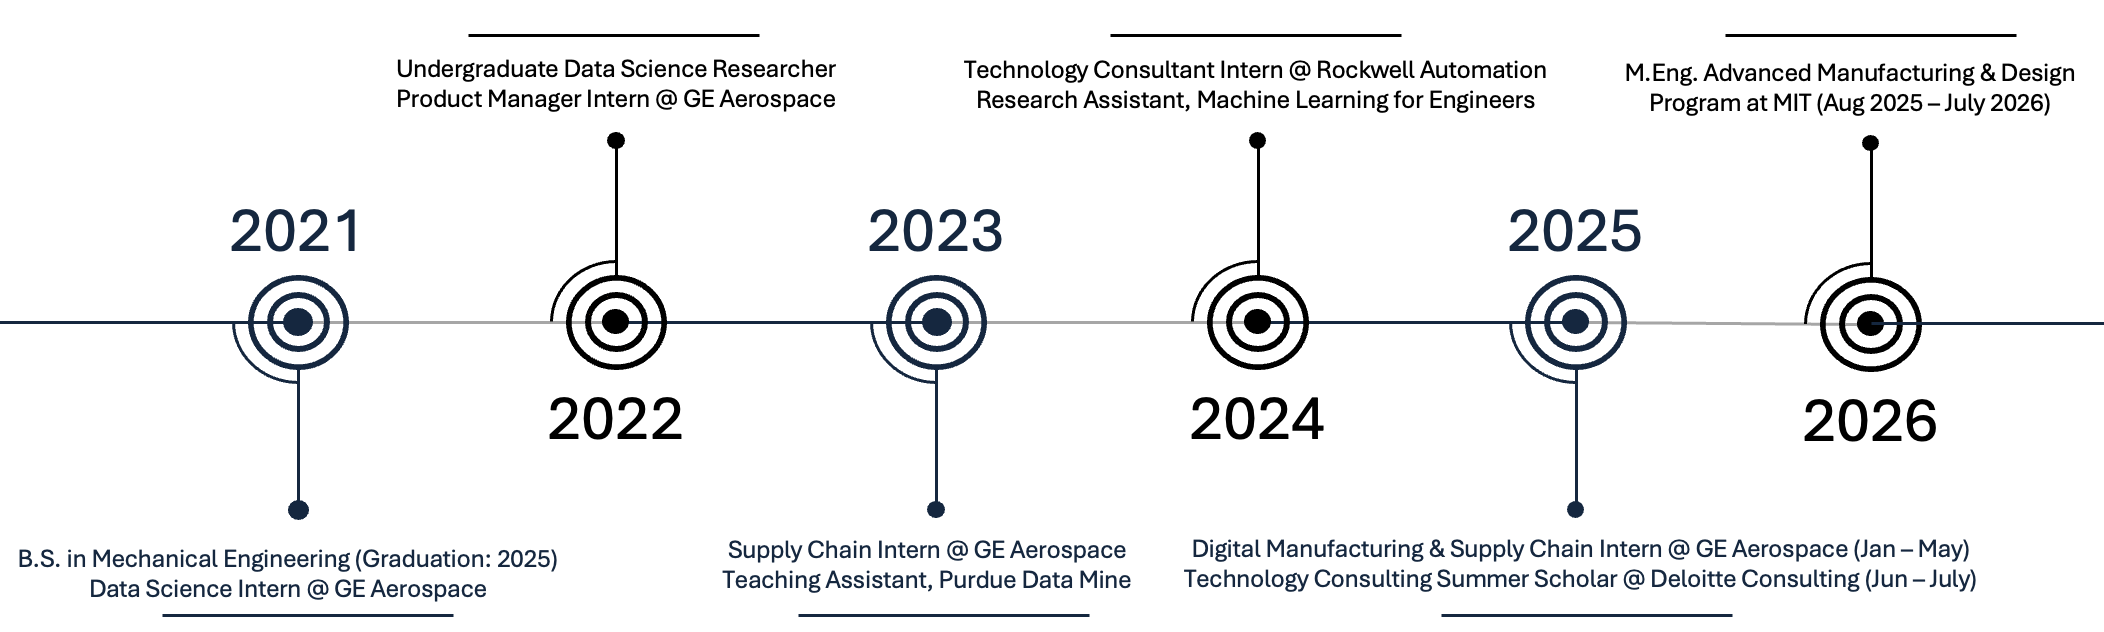 Undergraduate Data Science Researcher
Product Manager Intern @ GE Aerospace
Technology Consultant Intern @ Rockwell Automation
Research Assistant, Machine Learning for Engineers
M.Eng. Advanced Manufacturing & Design
Program at MIT (Aug 2025 – July 2026)
2021
2023
2025
2022
2024
2026
B.S. in Mechanical Engineering (Graduation: 2025)
Data Science Intern @ GE Aerospace
Supply Chain Intern @ GE Aerospace
Teaching Assistant, Purdue Data Mine
Digital Manufacturing & Supply Chain Intern @ GE Aerospace (Jan – May)
Technology Consulting Summer Scholar @ Deloitte Consulting (Jun – July)